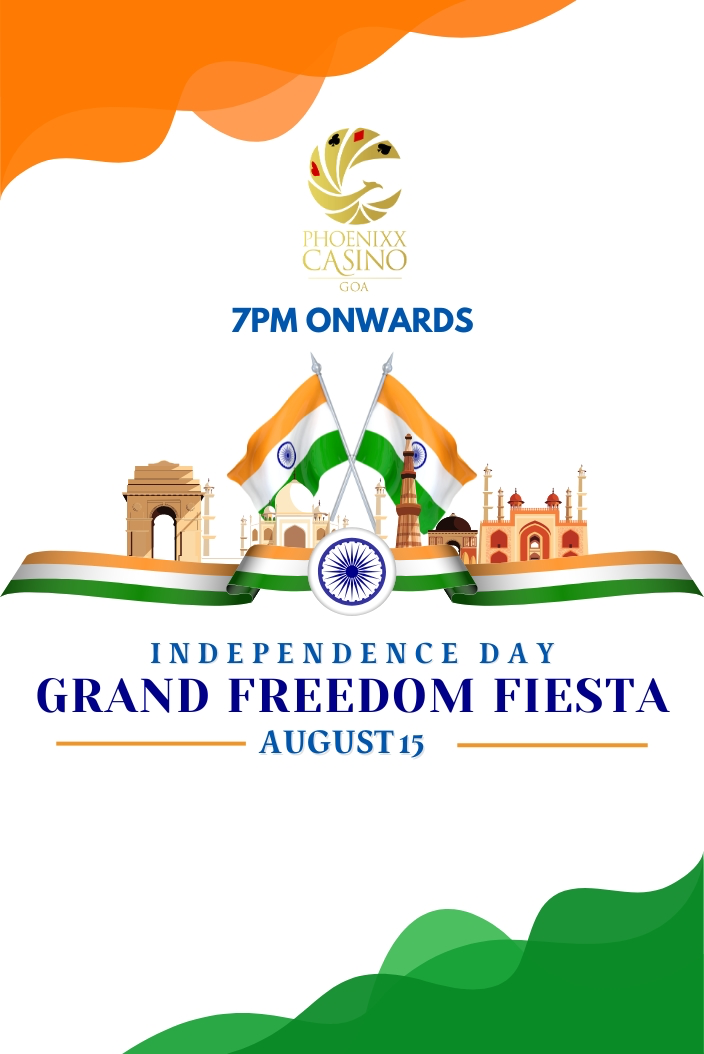 PHOENIXX
CASINO
GOA
7PM ONWARDS
INDEPENDENCE DAY
GRAND FREEDOM FIESTA
AUGUST 15